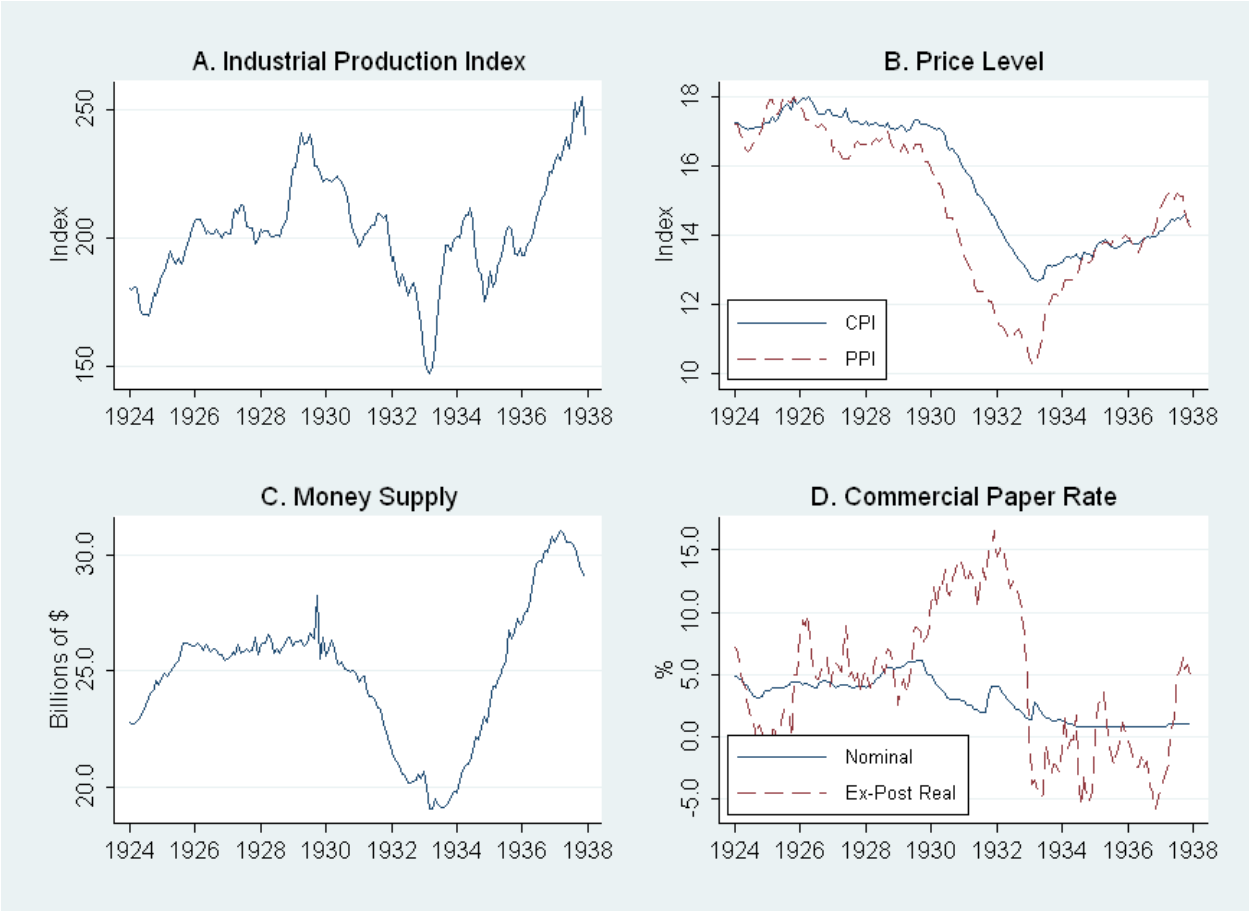 A. Industrial Production Index
Index
250
200
150
1924 1926 1928 1930 1932 1934 1936 1938
B. Price Level
Index
18
16
14
12
10
CPI
PPI
1924 1926 1928 1930 1932 1934 1936 1938
C. Money Supply
Billions of $
30.0
25.0
20.0
1924 1926 1928 1930 1932 1934 1936 1938
D. Commercial Paper Rate
%
15.0
10.0
5.0
0.0
-5.0
Nominal
Ex-Post Real
1924 1926 1928 1930 1932 1934 1936 1938